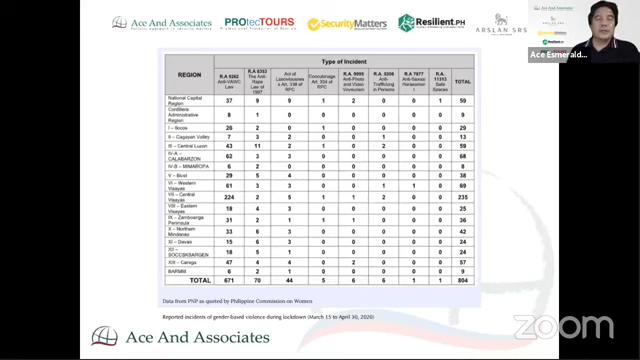 Ace And Associates
PROtecTOURS
SecurityMatters
Resilient.PH
ARSLAN SRS
Ace Esmerald...
REGION
Type of Incident
R.A 9262 Anti-VAWC Law
R.A 8353 The Anti Rape Law of 1997
Act of Lasciviousness Art. 336 of RPC
Concubinage Art. 334 of RPC
R.A. 9995 Anti-Photo and Video Voyeurism
R.A. 9208 Anti-Trafficking in Persons
R.A 7877
R.A. 11313 Safe Spaces
TOTAL
National Capital Region 37 9 9 1 2 0 0 1 59
Cordillera Administrative Region 8 1 0 0 0 0 0 0 9
I – Ilocos 26 2 0 1 0 0 0 0 29
II – Cagayan Valley 7 3 2 0 0 1 0 0 13
III – Central Luzon 43 11 2 1 0 2 0 0 59
IV-A – CALABARZON 62 3 3 0 0 0 0 0 68
IV-B – MIMAROPA 6 2 0 0 0 0 0 0 8
V – Bicol 29 5 4 0 0 0 0 0 38
VI – Western Visayas 61 3 3 0 0 1 1 0 69
VII – Central Visayas 224 2 5 1 1 2 0 0 235
VIII – Eastern Visayas 18 4 3 0 0 0 0 0 25
IX – Zamboanga Peninsula 31 2 1 1 1 0 0 0 36
X – Northern Mindanao 33 6 3 0 0 0 0 0 42
XI – Davao 15 6 3 0 0 0 0 0 24
XII – SOCCSKSARGEN 18 5 1 0 0 0 0 0 24
XIII – Caraga 47 4 4 0 2 0 0 0 57
BARMM 6 2 1 0 0 0 0 0 9
TOTAL 671 70 44 5 6 6 1 1 804
Data from PNP as quoted by Philippine Commission on Women
Reported incidents of gender-based violence during lockdown (March 15 to April 30, 2020)
Ace And Associates
zoom